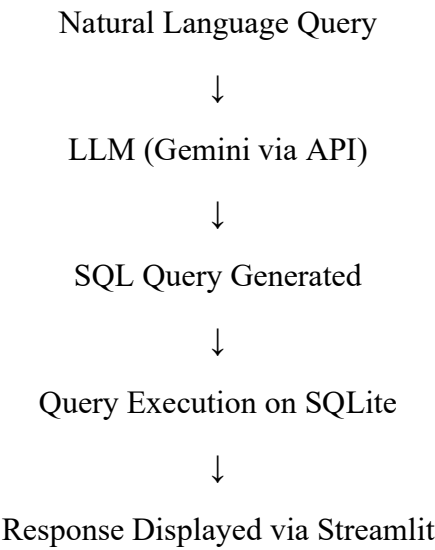 Natural Language Query
↓
LLM (Gemini via API)
↓
SQL Query Generated
↓
Query Execution on SQLite
↓
Response Displayed via Streamlit